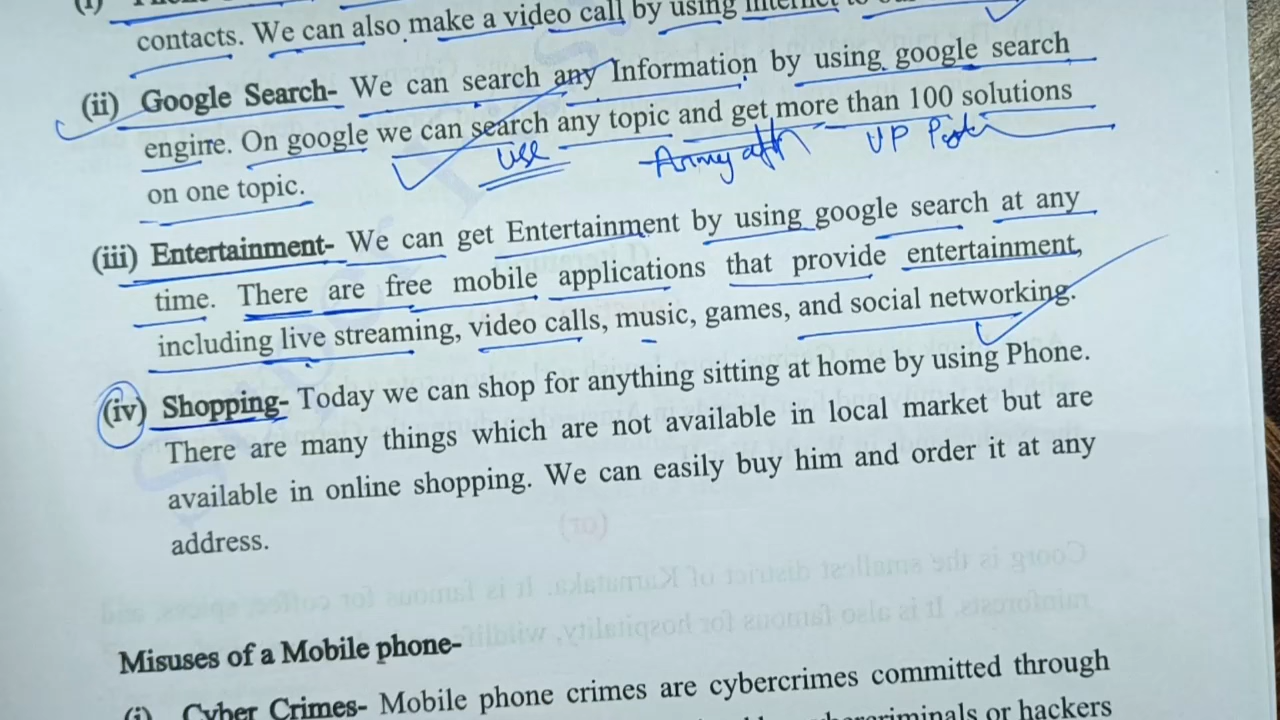 contacts. We can also make a video call by using internet to
(ii) Google Search- We can search any Information by using google search
engine. On google we can search any topic and get more than 100 solutions
use
on one topic.
(iii) Entertainment- We can get Entertainment by using google search at any
time. There are free mobile applications that provide entertainment,
including live streaming, video calls, music, games, and social networking.
(iv) Shopping- Today we can shop for anything sitting at home by using Phone.
There are many things which are not available in local market but are
available in online shopping. We can easily buy him and order it at any
address.
Misuses of a Mobile phone-
(i) Cyber Crimes- Mobile phone crimes are cybercrimes committed through
or hackers